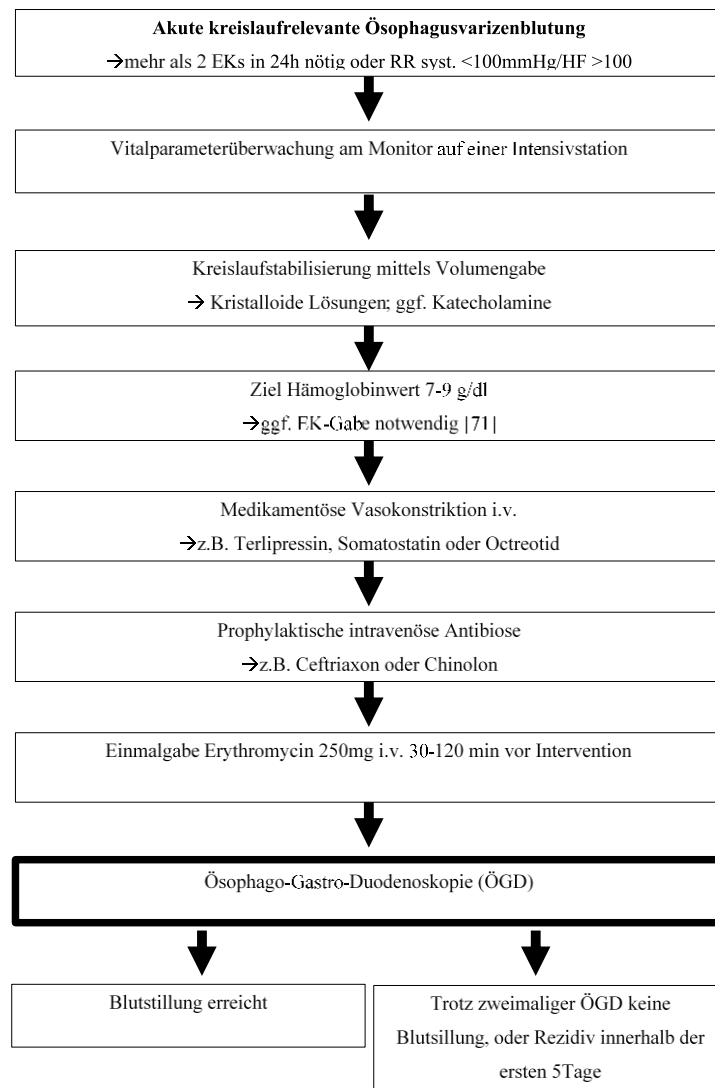 Akute kreislaufrelevante Ösophagusvarizenblutung
→mehr als 2 EKs in 24h nötig oder RR syst. <100mmHg/HF >100
Vitalparameterüberwachung am Monitor auf einer Intensivstation
Kreislaufstabilisierung mittels Volumengabe
→ Kristalloide Lösungen; ggf. Katecholamine
Ziel Hämoglobinwert 7-9 g/dl
→ggf. EK-Gabe notwendig [71]
Medikamentöse Vasokonstriktion i.v.
→z.B. Terlipressin, Somatostatin oder Octreotid
Prophylaktische intravenöse Antibiose
→z.B. Ceftriaxon oder Chinolon
Einmalgabe Erythromycin 250mg i.v. 30-120 min vor Intervention
Ösophago-Gastro-Duodenoskopie (ÖGD)
Blutstillung erreicht
Trotz zweimaliger ÖGD keine
Blutsillung, oder Rezidiv innerhalb der
ersten 5Tage